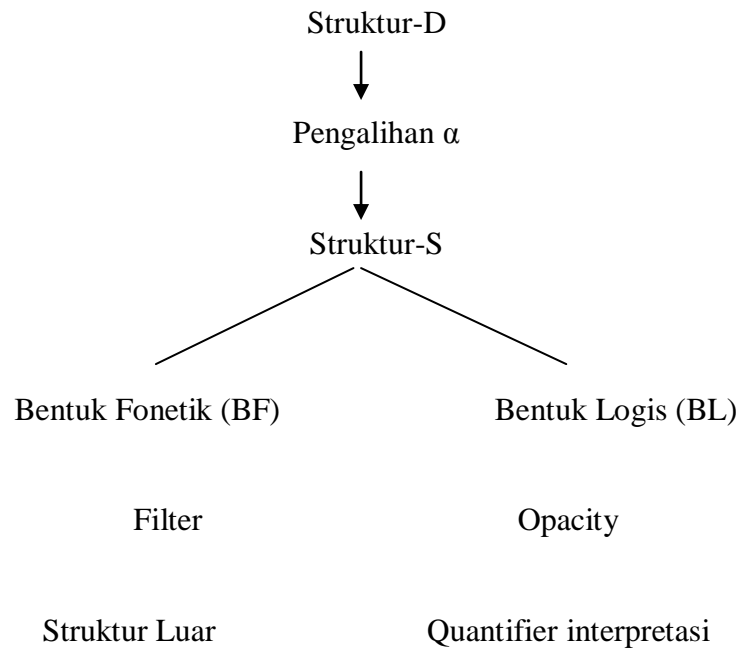 Struktur-D
Pengalihan α
Struktur-S
Bentuk Fonetik (BF) Bentuk Logis (BL)
Filter Opacity
Struktur Luar Quantifier interpretasi